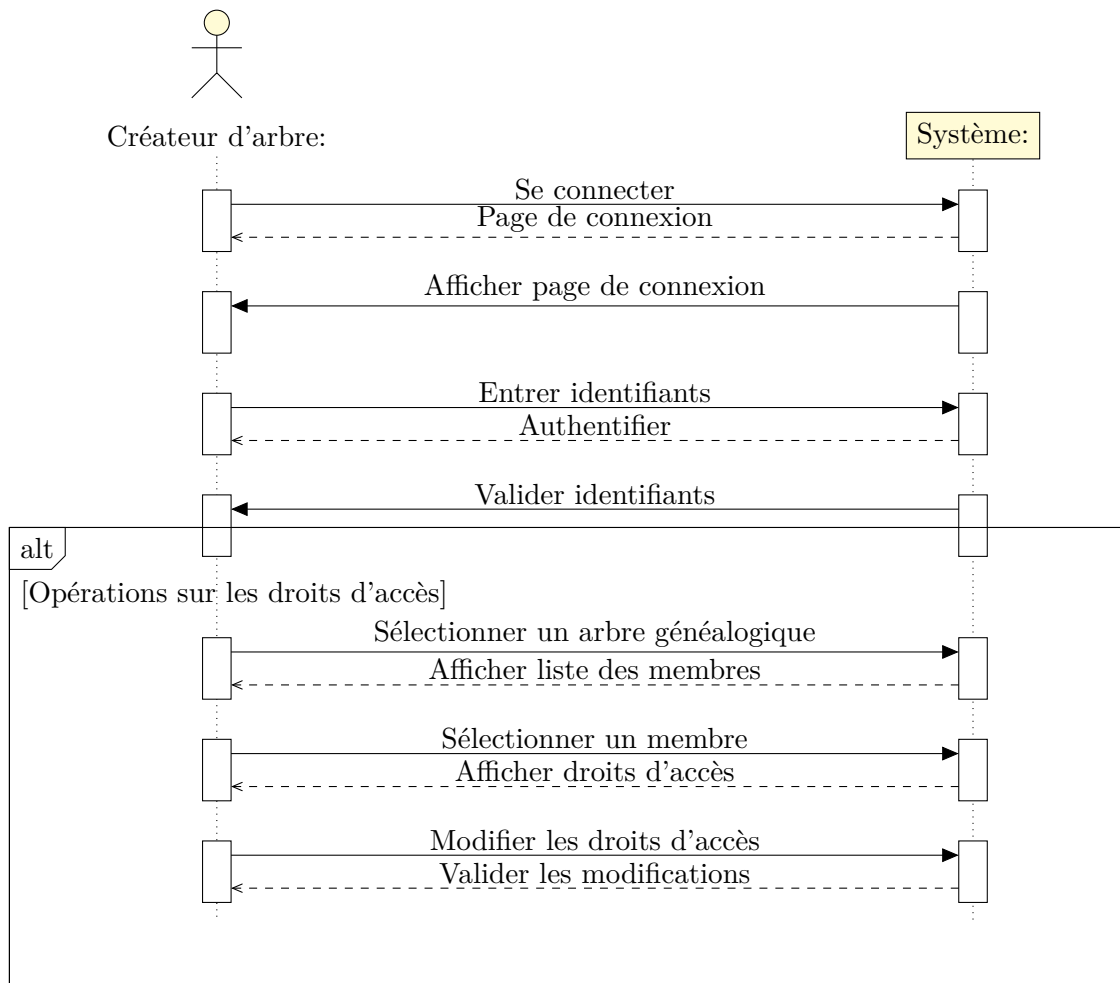 Créateur d'arbre:
Système:
Se connecter
Page de connexion
Afficher page de connexion
Entrer identifiants
Authentifier
Valider identifiants
alt
[Opérations sur les droits d'accès]
Sélectionner un arbre généalogique
Afficher liste des membres
Sélectionner un membre
Afficher droits d'accès
Modifier les droits d'accès
Valider les modifications